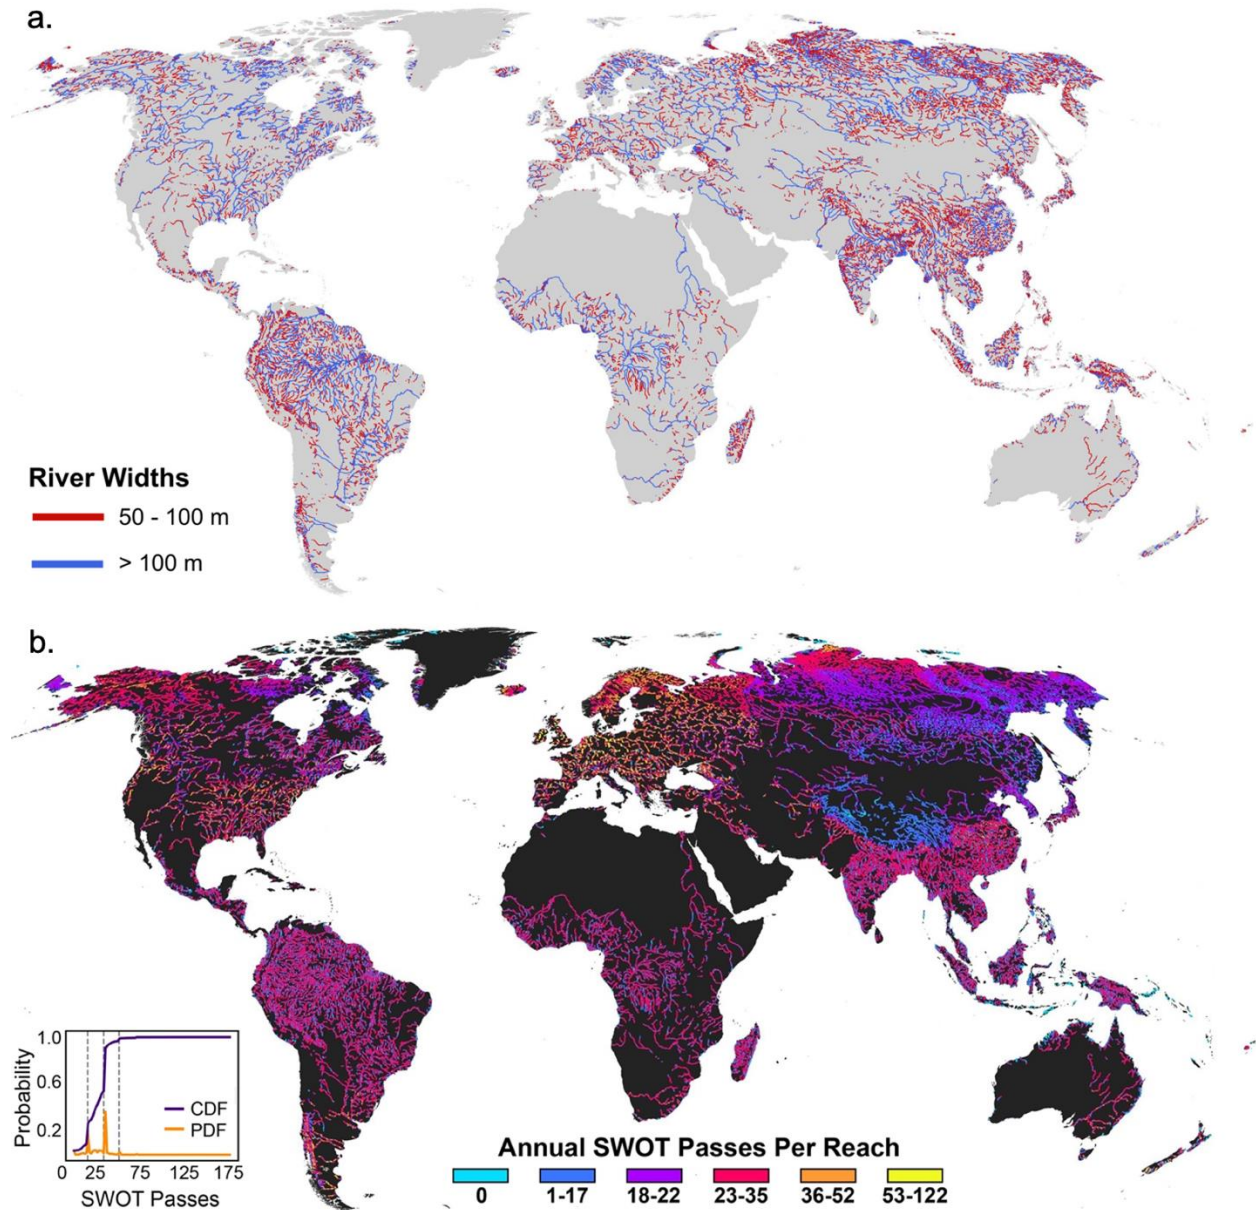 a.
River Widths
50 - 100 m
> 100 m
b.
1.0
0.6
0.2
Probability
CDF
PDF
0 25 75 125 175
SWOT Passes
Annual SWOT Passes Per Reach
0 1-17 18-22 23-35 36-52 53-122